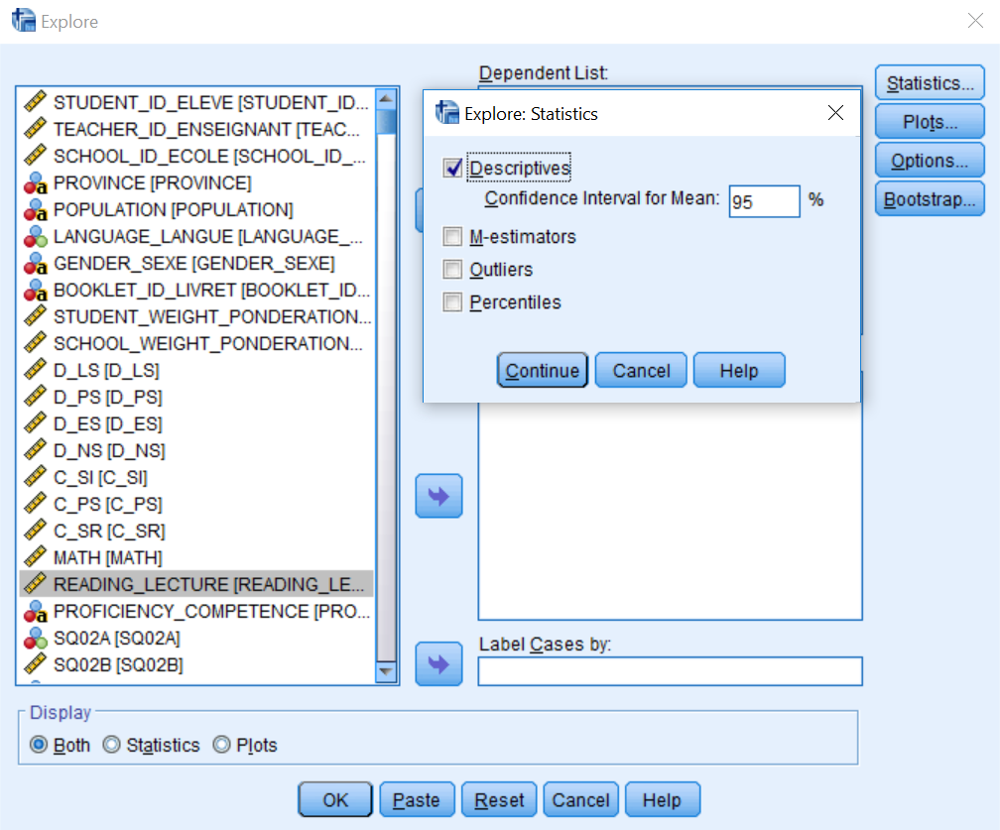 Explore
Dependent List:
STUDENT_ID_ELEVE [STUDENT_ID...
TEACHER_ID_ENSEIGNANT [TEAC...
SCHOOL_ID_ECOLE [SCHOOL_ID_...
PROVINCE [PROVINCE]
POPULATION [POPULATION]
LANGUAGE_LANGUE [LANGUAGE_...
GENDER_SEXE [GENDER_SEXE]
BOOKLET_ID_LIVRET [BOOKLET_ID...
STUDENT_WEIGHT_PONDERATION...
SCHOOL_WEIGHT_PONDERATION...
D_LS [D_LS]
D_PS [D_PS]
D_ES [D_ES]
D_NS [D_NS]
C_SI [C_SI]
C_PS [C_PS]
C_SR [C_SR]
MATH [MATH]
READING_LECTURE [READING_LE...
PROFICIENCY_COMPETENCE [PRO...
SQ02A [SQ02A]
SQ02B [SQ02B]
Explore: Statistics
Descriptives
Confidence Interval for Mean: 95 %
M-estimators
Outliers
Percentiles
Continue Cancel Help
Statistics...
Plots...
Options...
Bootstrap...
Label Cases by:
Display
Both Statistics Plots
OK Paste Reset Cancel Help